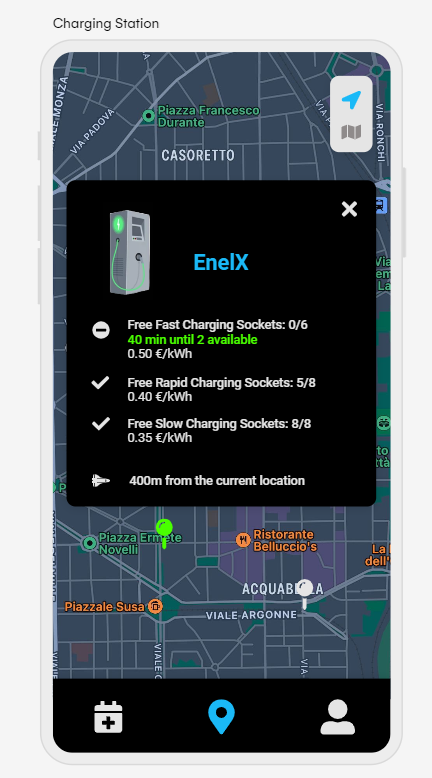 Charging Station
VIALE MONZA
VIA PADOVA
Piazza Francesco
Durante
CASORETTO
VIA RONCHI
EnelX
Free Fast Charging Sockets: 0/6
40 min until 2 available
0.50 €/kWh
Free Rapid Charging Sockets: 5/8
0.40 €/kWh
Free Slow Charging Sockets: 8/8
0.35 €/kWh
400m from the current location
Piazza Ermete
Novelli
Ristorante
Belluccio's
La
dell'
ACQUABELLA
Piazzale Susa
VIALE ARGONNE
VIALE
VIA